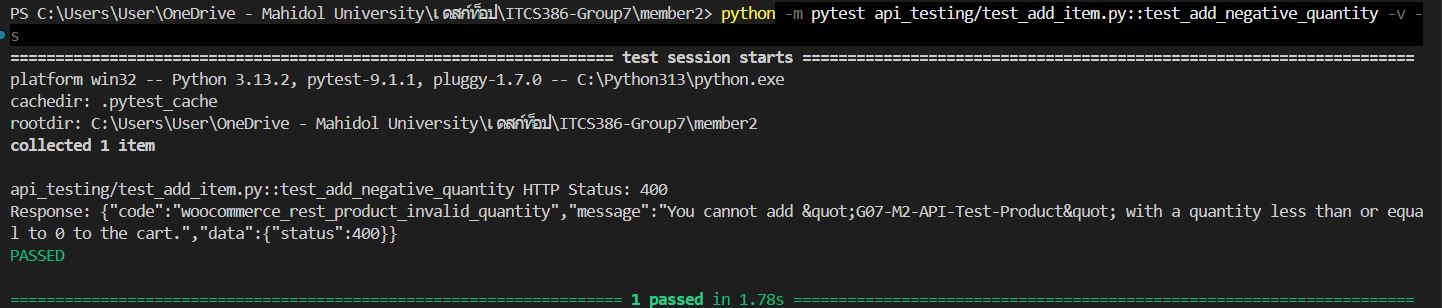 PS C:\Users\User\OneDrive - Mahidol University\เดสก์ท็อป\ITCS386-Group7\member2> python -m pytest api_testing/test_add_item.py::test_add_negative_quantity -v -
s
============================= test session starts =============================
platform win32 -- Python 3.13.2, pytest-9.1.1, pluggy-1.7.0 -- C:\Python313\python.exe
cachedir: .pytest_cache
rootdir: C:\Users\User\OneDrive - Mahidol University\เดสก์ท็อป\ITCS386-Group7\member2
collected 1 item
api_testing/test_add_item.py::test_add_negative_quantity HTTP Status: 400
Response: {"code":"woocommerce_rest_product_invalid_quantity","message":"You cannot add &quot;G07-M2-API-Test-Product&quot; with a quantity less than or equa
l to 0 to the cart.","data":{"status":400}}
PASSED
============================= 1 passed in 1.78s =============================